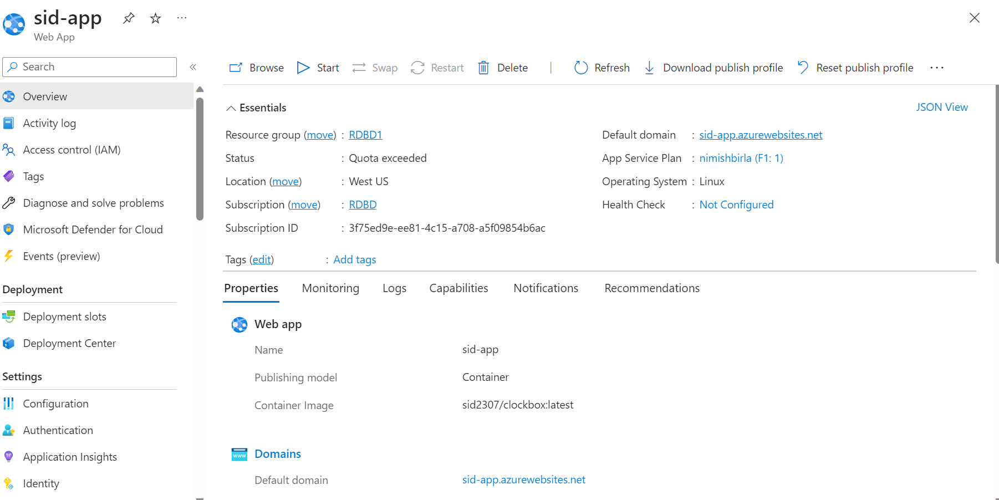 sid-app
Web App
Search
«
Browse Start Swap Restart Delete | Refresh Download publish profile Reset publish profile ...
Overview
Activity log
Access control (IAM)
Tags
Diagnose and solve problems
Microsoft Defender for Cloud
Events (preview)
Deployment
Deployment slots
Deployment Center
Settings
Configuration
Authentication
Application Insights
Identity
Essentials
JSON View
Resource group (move) : RDBD1
Status : Quota exceeded
Location (move) : West US
Subscription (move) : RDBD
Subscription ID : 3f75ed9e-ee81-4c15-a708-a5f09854b6ac
Default domain : sid-app.azurewebsites.net
App Service Plan : nimishbirla (F1: 1)
Operating System : Linux
Health Check : Not Configured
Tags (edit) : Add tags
Properties Monitoring Logs Capabilities Notifications Recommendations
Web app
Name sid-app
Publishing model Container
Container Image sid2307/clockbox:latest
www Domains
Default domain sid-app.azurewebsites.net